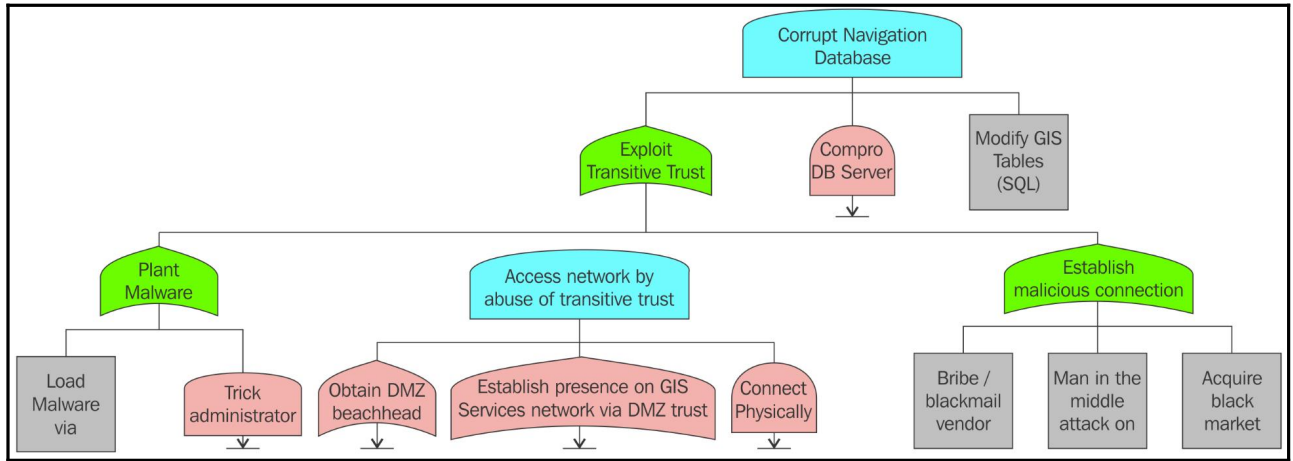 Corrupt Navigation
Database
Exploit
Transitive Trust
Compro
DB Server
Modify GIS
Tables
(SQL)
Plant
Malware
Access network by
abuse of transitive trust
Establish
malicious connection
Load
Malware
via
Trick
administrator
Obtain DMZ
beachhead
Establish presence on GIS
Services network via DMZ trust
Connect
Physically
Bribe /
blackmail
vendor
Man in the
middle
attack on
Acquire
black
market